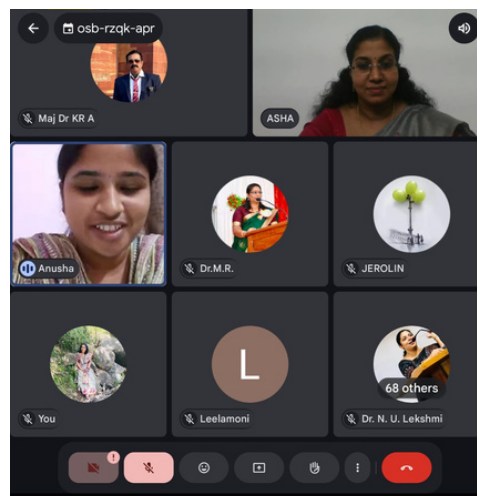 osb-rzqk-apr
Maj Dr KR A
ASHA
Anusha
Dr.M.R.
JEROLIN
You
L
Leelamoni
68 others
Dr. N. U. Lekshmi
!